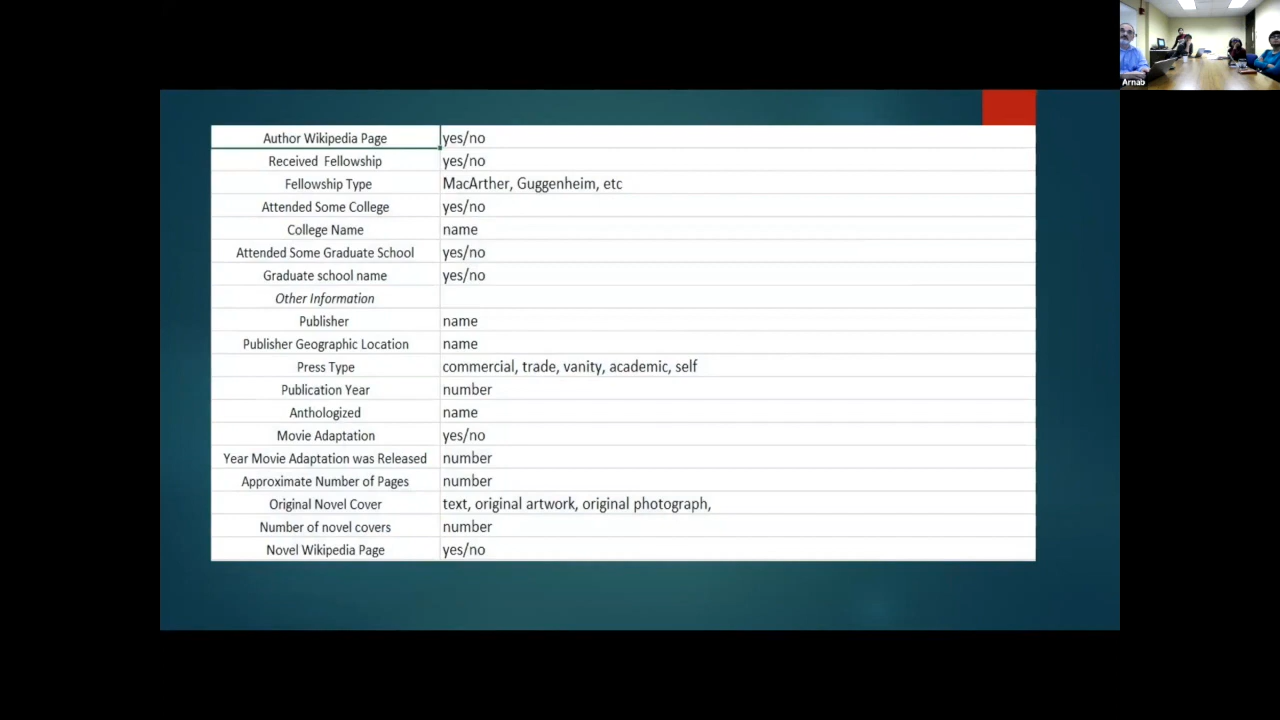 Arnab
Author Wikipedia Page yes/no
Received Fellowship yes/no
Fellowship Type MacArther, Guggenheim, etc
Attended Some College yes/no
College Name name
Attended Some Graduate School yes/no
Graduate school name yes/no
Other Information
Publisher name
Publisher Geographic Location name
Press Type commercial, trade, vanity, academic, self
Publication Year number
Anthologized name
Movie Adaptation yes/no
Year Movie Adaptation was Released number
Approximate Number of Pages number
Original Novel Cover text, original artwork, original photograph,
Number of novel covers number
Novel Wikipedia Page yes/no